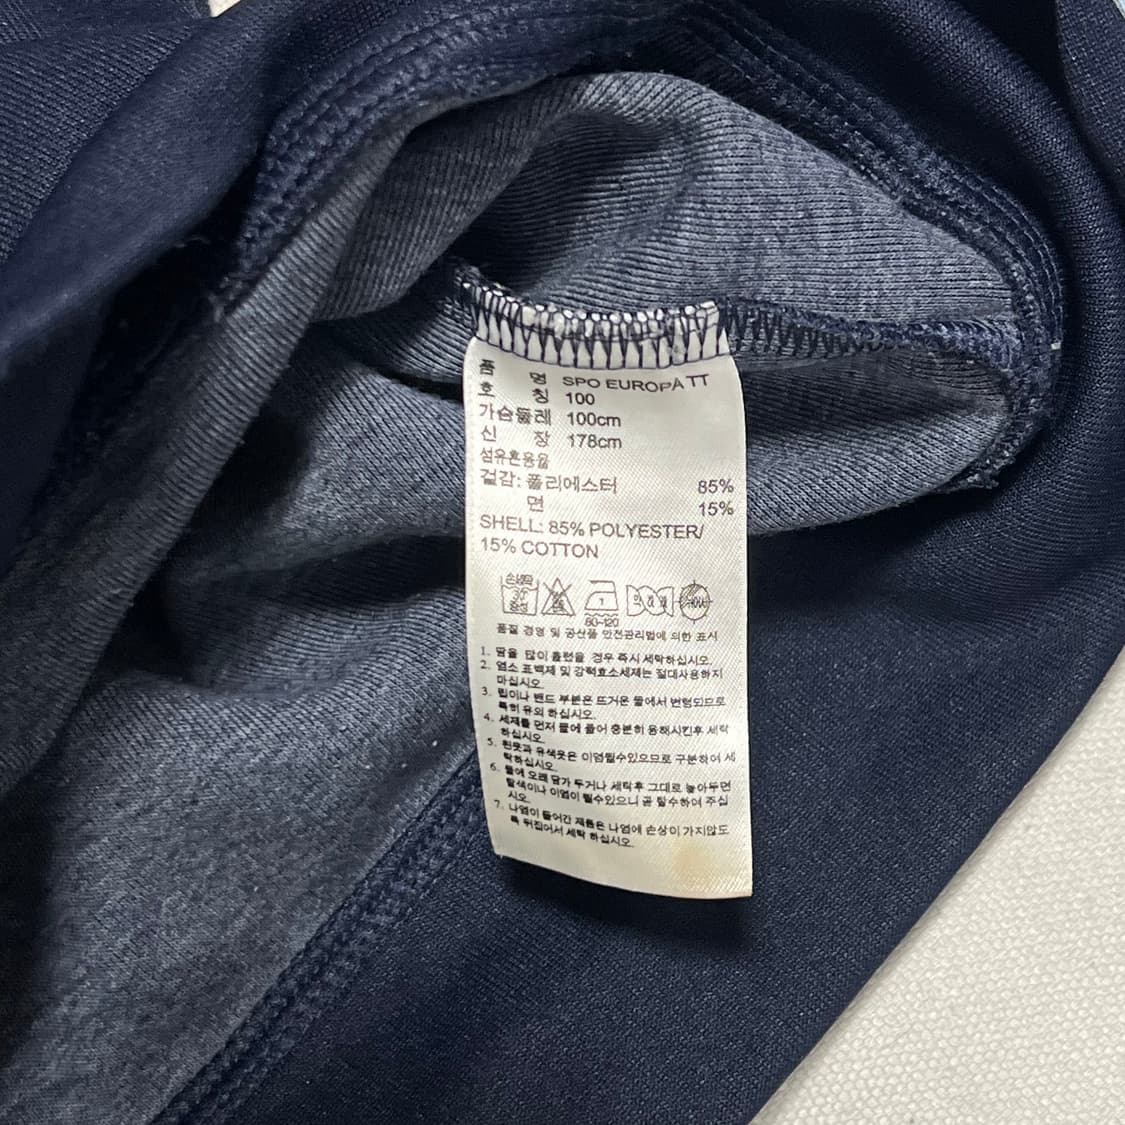 품 명 SPO EUROPA TT
호 칭 100
가슴둘레 100cm
신 장 178cm
섬유혼용율
겉감: 폴리에스터 85%
면 15%
SHELL: 85% POLYESTER/
15% COTTON
손세탁
30°
중성
1
80~120
품질 경영 및 공산품 안전관리법에 의한 표시
1. 땀을 많이 흘렸을 경우 즉시 세탁하십시오.
2. 염소 표백제 및 강력효소세제는 절대사용하지
마십시오.
3. 립이나 밴드 부분은 뜨거운 물에서 변형되므로
특히 유의 하십시오.
4. 세제를 먼저 물에 풀어 충분히 용해시킨후 세탁
하십시오.
5. 흰옷과 유색옷은 이염될수있으므로 구분하여 세
탁하십시오.
6. 물에 오래 담가 두거나 세탁후 그대로 놓아두면
탈색이나 이염이 될수있으니 곧 탈수하여 주십
시오.
7. 나염이 들어간 제품은 나염에 손상이 가지않도
록 뒤집어서 세탁 하십시오.